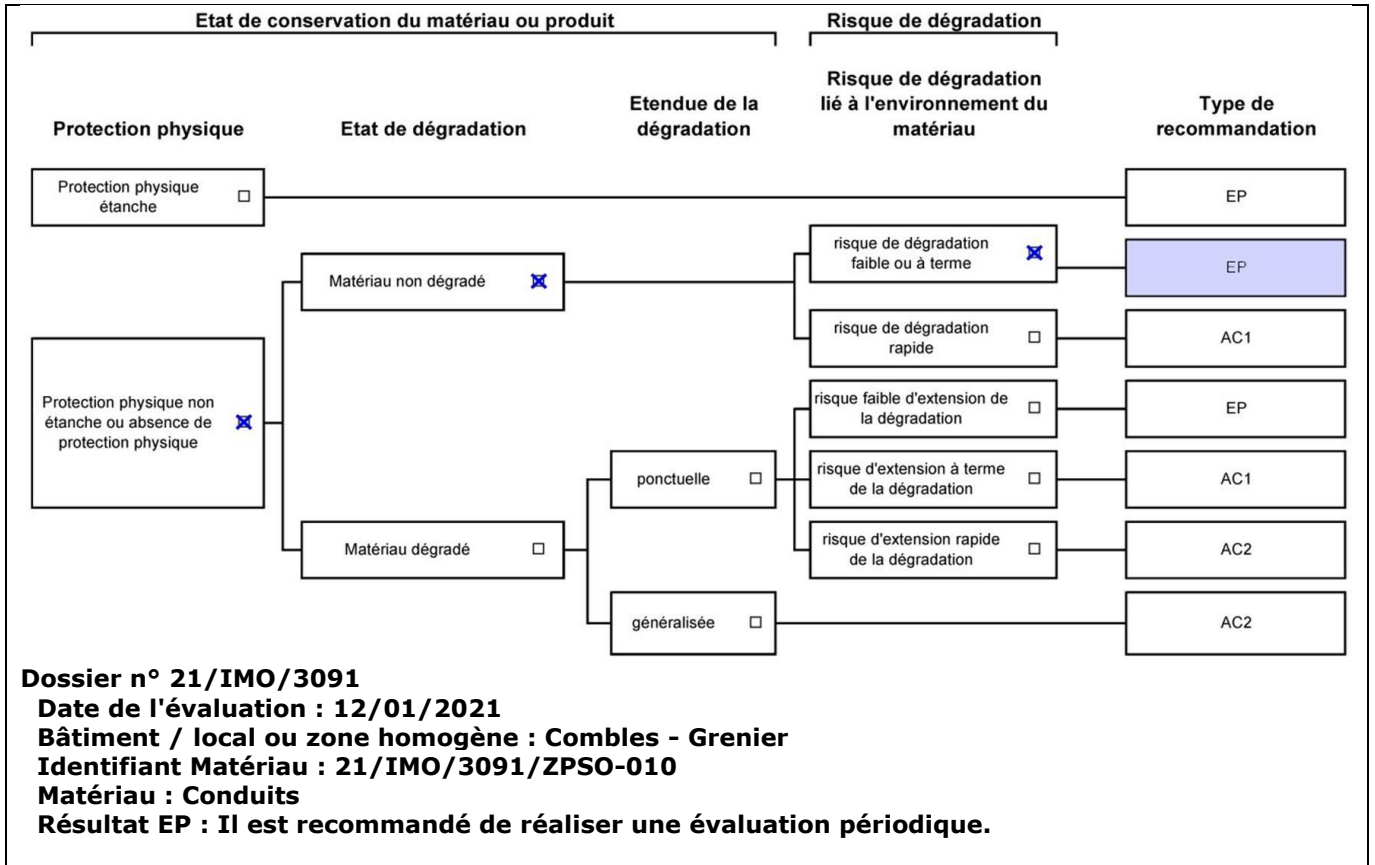 Etat de conservation du matériau ou produit
Risque de dégradation
Protection physique
Etat de dégradation
Etendue de la
dégradation
Risque de dégradation
lié à l'environnement du
matériau
Type de
recommandation
Protection physique
étanche
EP
Matériau non dégradé
risque de dégradation
faible ou à terme
EP
risque de dégradation
rapide
AC1
Protection physique non
étanche ou absence de
protection physique
risque faible d'extension de
la dégradation
EP
ponctuelle
risque d'extension à terme
de la dégradation
AC1
Matériau dégradé
risque d'extension rapide
de la dégradation
AC2
généralisée
AC2
Dossier n° 21/IMO/3091
Date de l'évaluation : 12/01/2021
Bâtiment / local ou zone homogène : Combles - Grenier
Identifiant Matériau : 21/IMO/3091/ZPSO-010
Matériau : Conduits
Résultat EP : Il est recommandé de réaliser une évaluation périodique.